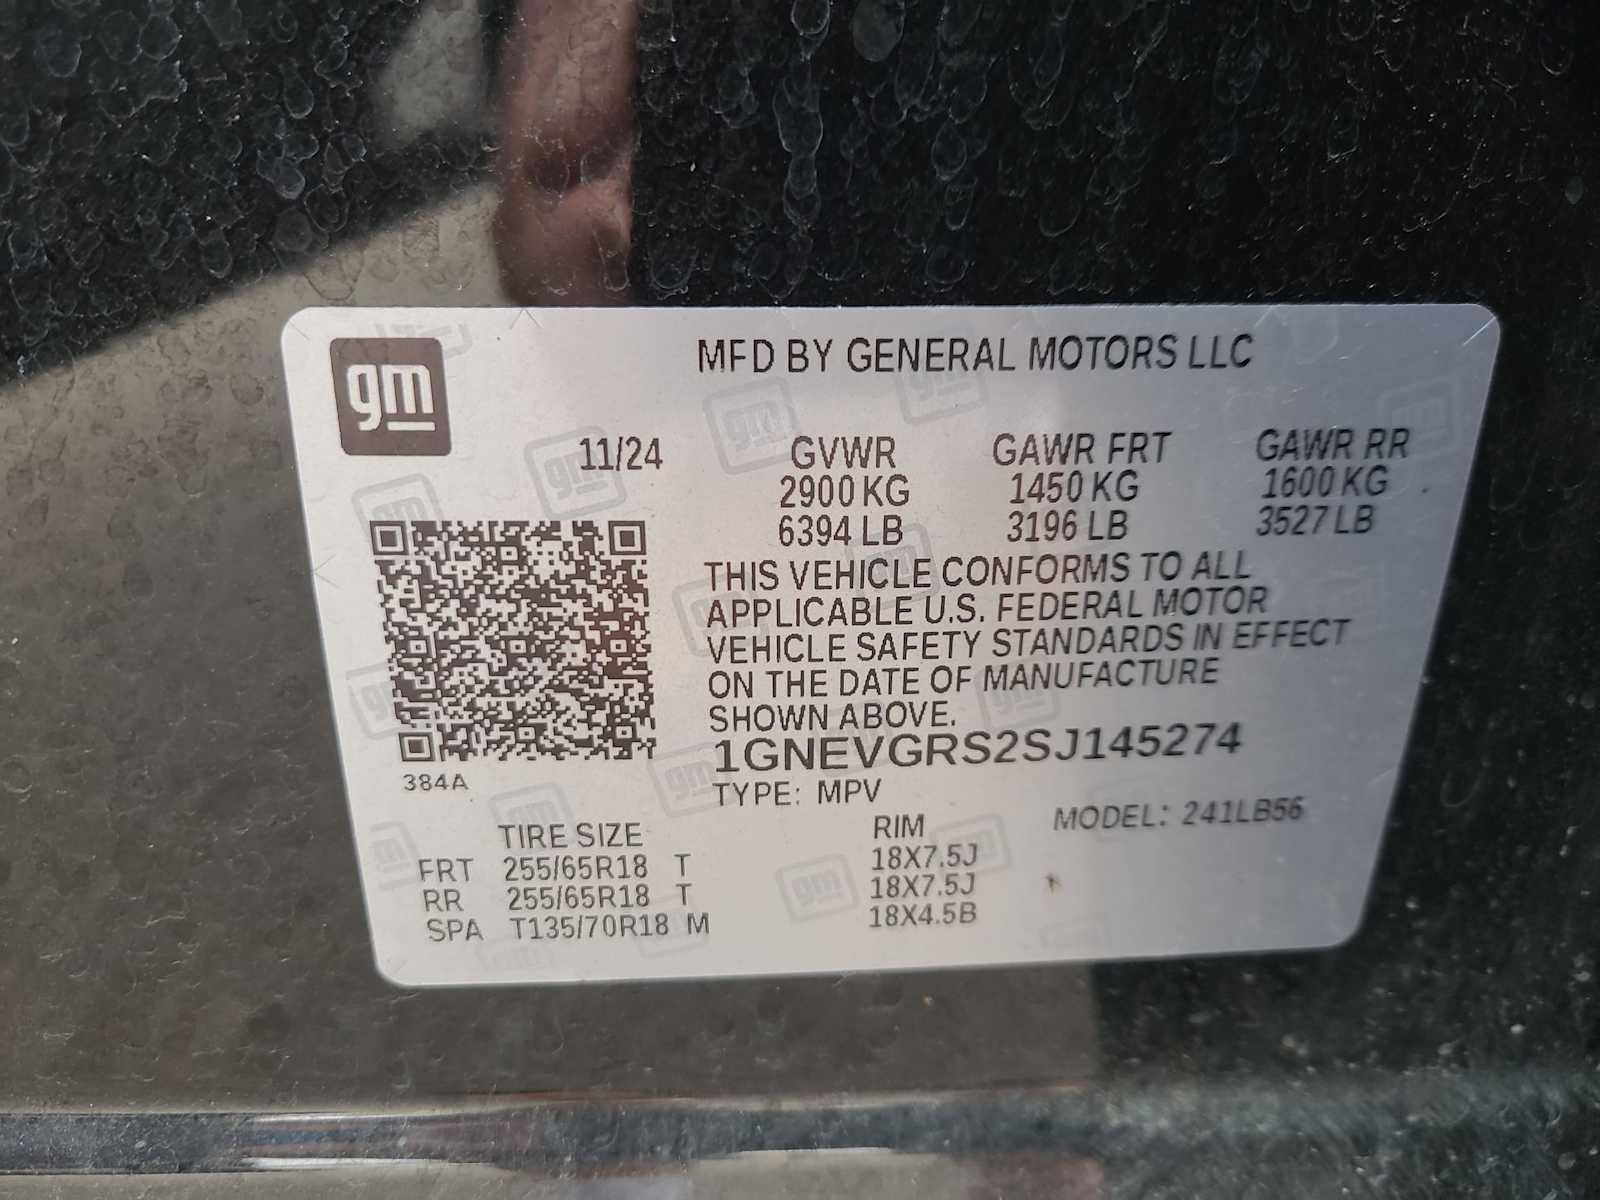 gm
MFD BY GENERAL MOTORS LLC
11/24 GVWR GAWR FRT GAWR RR
2900 KG 1450 KG 1600 KG
6394 LB 3196 LB 3527 LB
THIS VEHICLE CONFORMS TO ALL
APPLICABLE U.S. FEDERAL MOTOR
VEHICLE SAFETY STANDARDS IN EFFECT
ON THE DATE OF MANUFACTURE
SHOWN ABOVE.
1GNEVGRS2SJ145274
384A
TYPE: MPV MODEL: 241LB56
TIRE SIZE RIM
FRT 255/65R18 T 18X7.5J
RR 255/65R18 T 18X7.5J
SPA T135/70R18 M 18X4.5B